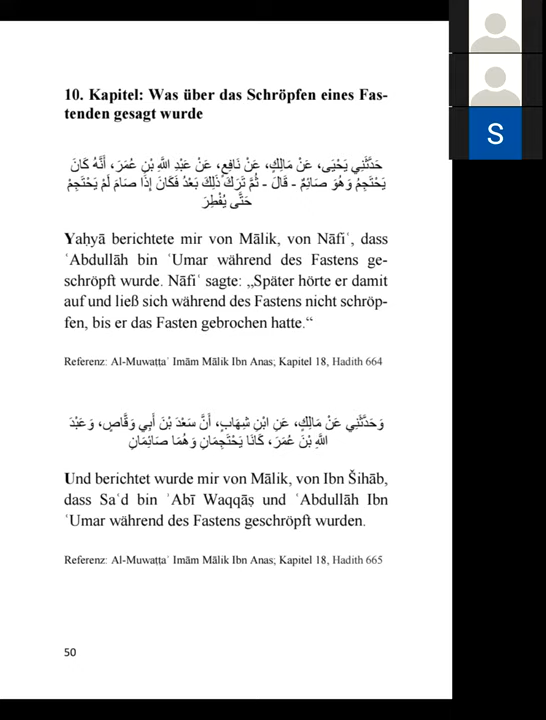 10. Kapitel: Was über das Schröpfen eines Fas-
tenden gesagt wurde
حَدَّثَنِي يَحْيَى، عَنْ مَالِكٍ، عَنْ نَافِعٍ، عَنْ عَبْدِ اللَّهِ بْنِ عُمَرَ، أَنَّهُ كَانَ
يَحْتَجِمُ وَهُوَ صَائِمٌ - قَالَ - ثُمَّ تَرَكَ ذَلِكَ بَعْدُ فَكَانَ إِذَا صَامَ لَمْ يَحْتَجِمْ
حَتَّى يُفْطِرَ
Yaḥyā berichtete mir von Mālik, von Nāfiʿ, dass
ʿAbdullāh bin ʿUmar während des Fastens ge-
schröpft wurde. Nāfiʿ sagte: „Später hörte er damit
auf und ließ sich während des Fastens nicht schröp-
fen, bis er das Fasten gebrochen hatte.“
Referenz: Al-Muwaṭṭaʾ Imām Mālik Ibn Anas; Kapitel 18, Hadith 664
وَحَدَّثَنِي عَنْ مَالِكٍ، عَنِ ابْنِ شِهَابٍ، أَنَّ سَعْدَ بْنَ أَبِي وَقَّاصٍ، وَعَبْدَ
اللَّهِ بْنَ عُمَرَ، كَانَا يَحْتَجِمَانِ وَهُمَا صَائِمَانِ
Und berichtet wurde mir von Mālik, von Ibn Šihāb,
dass Saʿd bin ʾAbī Waqqāṣ und ʿAbdullāh Ibn
ʿUmar während des Fastens geschröpft wurden.
Referenz: Al-Muwaṭṭaʾ Imām Mālik Ibn Anas; Kapitel 18, Hadith 665
50
S